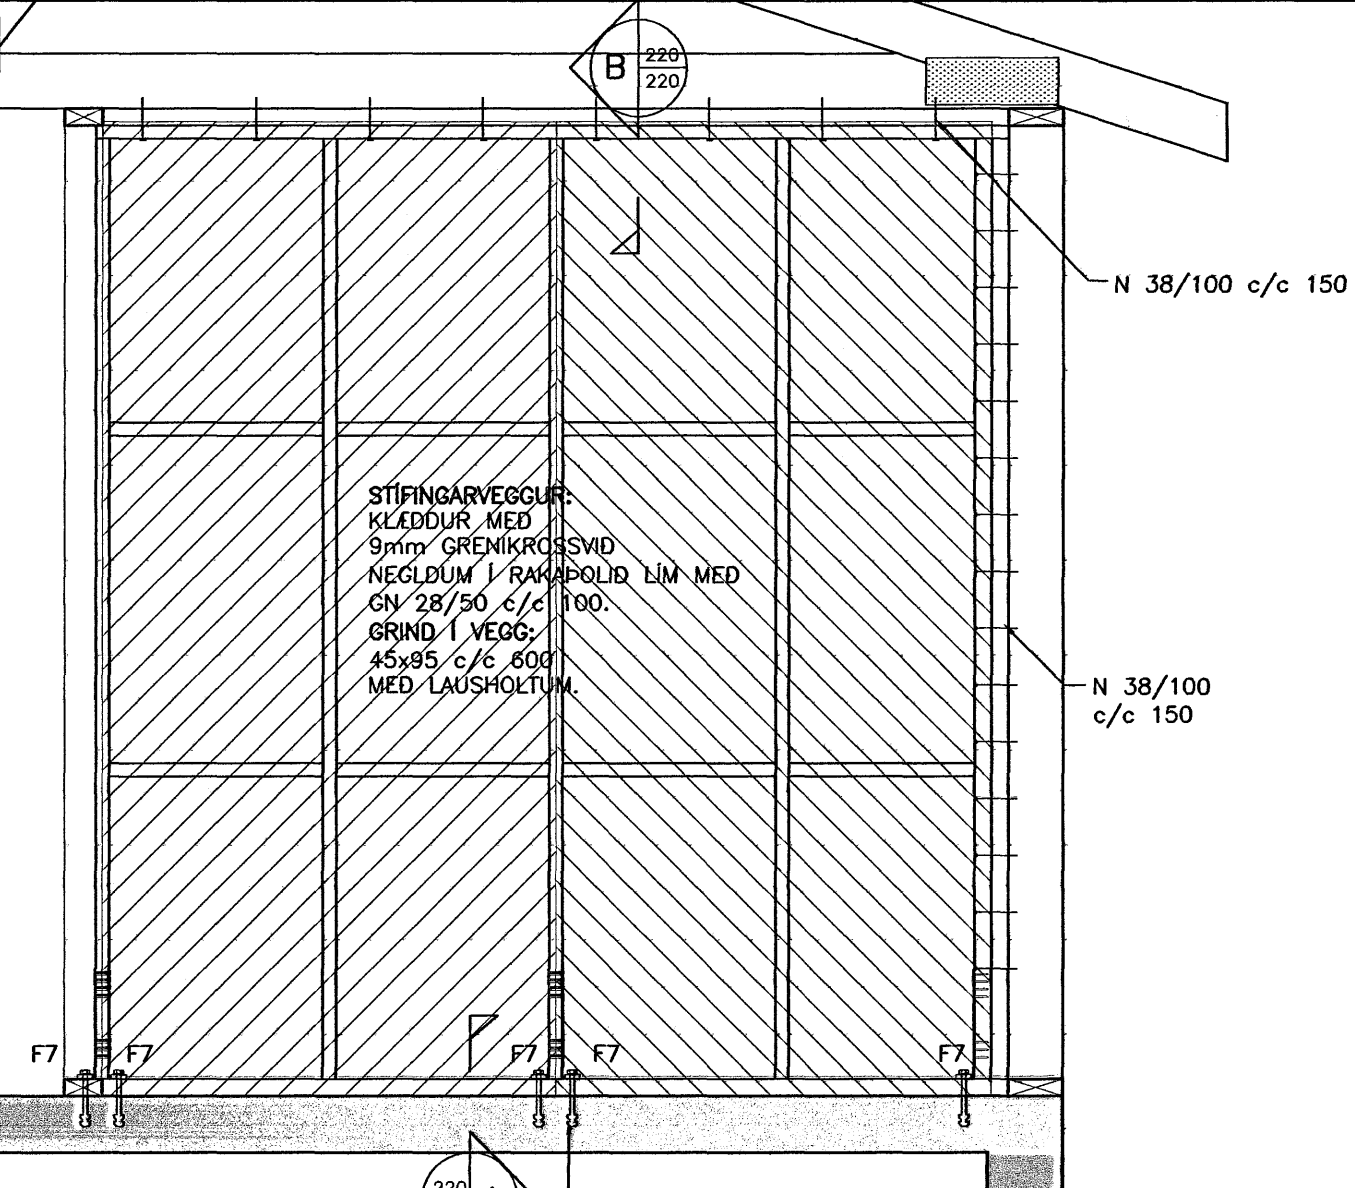 B
220
220
N 38/100 c/c 150
STÍFINGARVEGGUR:
KLÆDDUR MEÐ
9mm GRENIKROSSVIÐ
NEGLDUM Í RAKAÞOLIÐ LÍM MEÐ
GN 28/50 c/c 100.
GRIND Í VEGG:
45x95 c/c 600
MEÐ LAUSHOLTUM.
N 38/100
c/c 150
F7
F7
F7
F7
F7
220